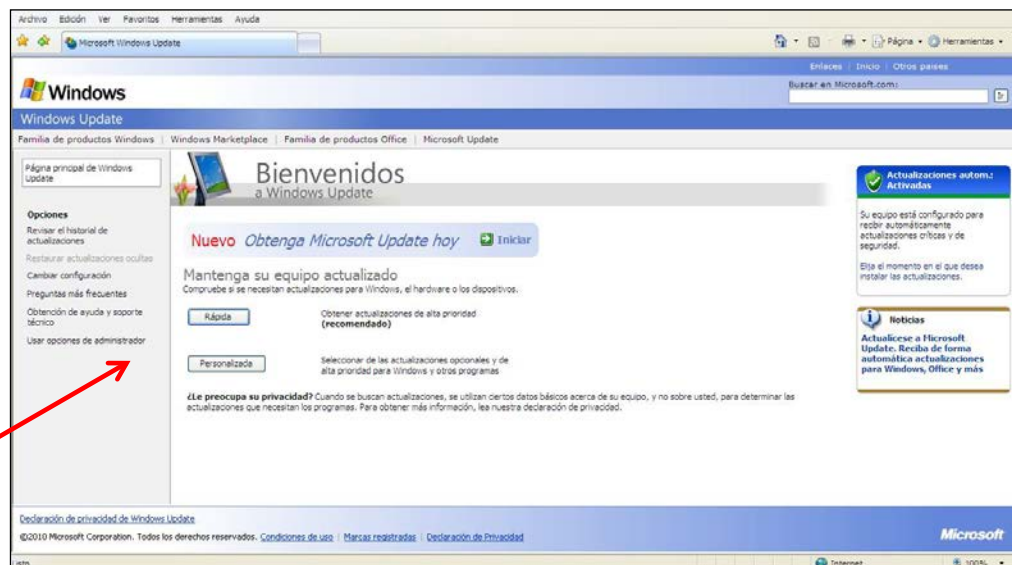 Archivo Edición Ver Favoritos Herramientas Ayuda
Microsoft Windows Update
Página Herramientas
Enlaces | Inicio | Otros países
Windows
Buscar en Microsoft.com:
Ir
Windows Update
Familia de productos Windows | Windows Marketplace | Familia de productos Office | Microsoft Update
Página principal de Windows
Update
Opciones
Revisar el historial de
actualizaciones
Restaurar actualizaciones ocultas
Cambiar configuración
Preguntas más frecuentes
Obtención de ayuda y soporte
técnico
Usar opciones de administrador
Bienvenidos
a Windows Update
Nuevo Obtenga Microsoft Update hoy Iniciar
Mantenga su equipo actualizado
Compruebe si se necesitan actualizaciones para Windows, el hardware o los dispositivos.
Rápida
Obtener actualizaciones de alta prioridad
(recomendado)
Personalizada
Seleccionar de las actualizaciones opcionales y de
alta prioridad para Windows y otros programas
¿Le preocupa su privacidad? Cuando se buscan actualizaciones, se utilizan ciertos datos básicos acerca de su equipo, y no sobre usted, para determinar las
actualizaciones que necesitan los programas. Para obtener más información, lea nuestra declaración de privacidad.
Actualizaciones autom.:
Activadas
Su equipo está configurado para
recibir automáticamente
actualizaciones críticas y de
seguridad.
Elija el momento en el que desea
instalar las actualizaciones.
Noticias
Actualícese a Microsoft
Update. Reciba de forma
automática actualizaciones
para Windows, Office y más
Declaración de privacidad de Windows Update
©2010 Microsoft Corporation. Todos los derechos reservados. Condiciones de uso | Marcas registradas | Declaración de Privacidad
Microsoft
Listo
Internet
100%